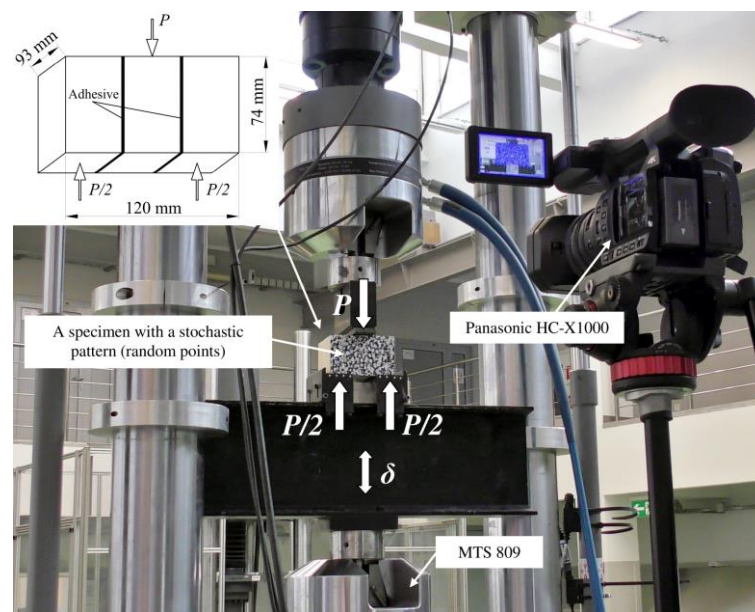 P
93 mm
Adhesive
74 mm
P/2
P/2
120 mm
P
A specimen with a stochastic
pattern (random points)
Panasonic HC-X1000
P/2
P/2
δ
MTS 809